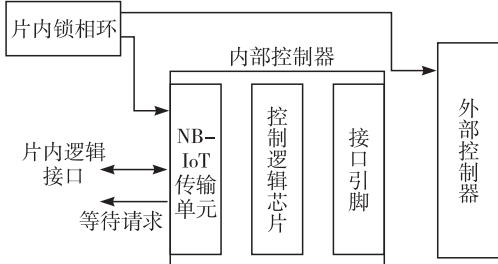 片内锁相环
内部控制器
NB-
IoT
传输
单元
控制逻辑芯片
接口引脚
外部控制器
片内逻辑
接口
等待请求